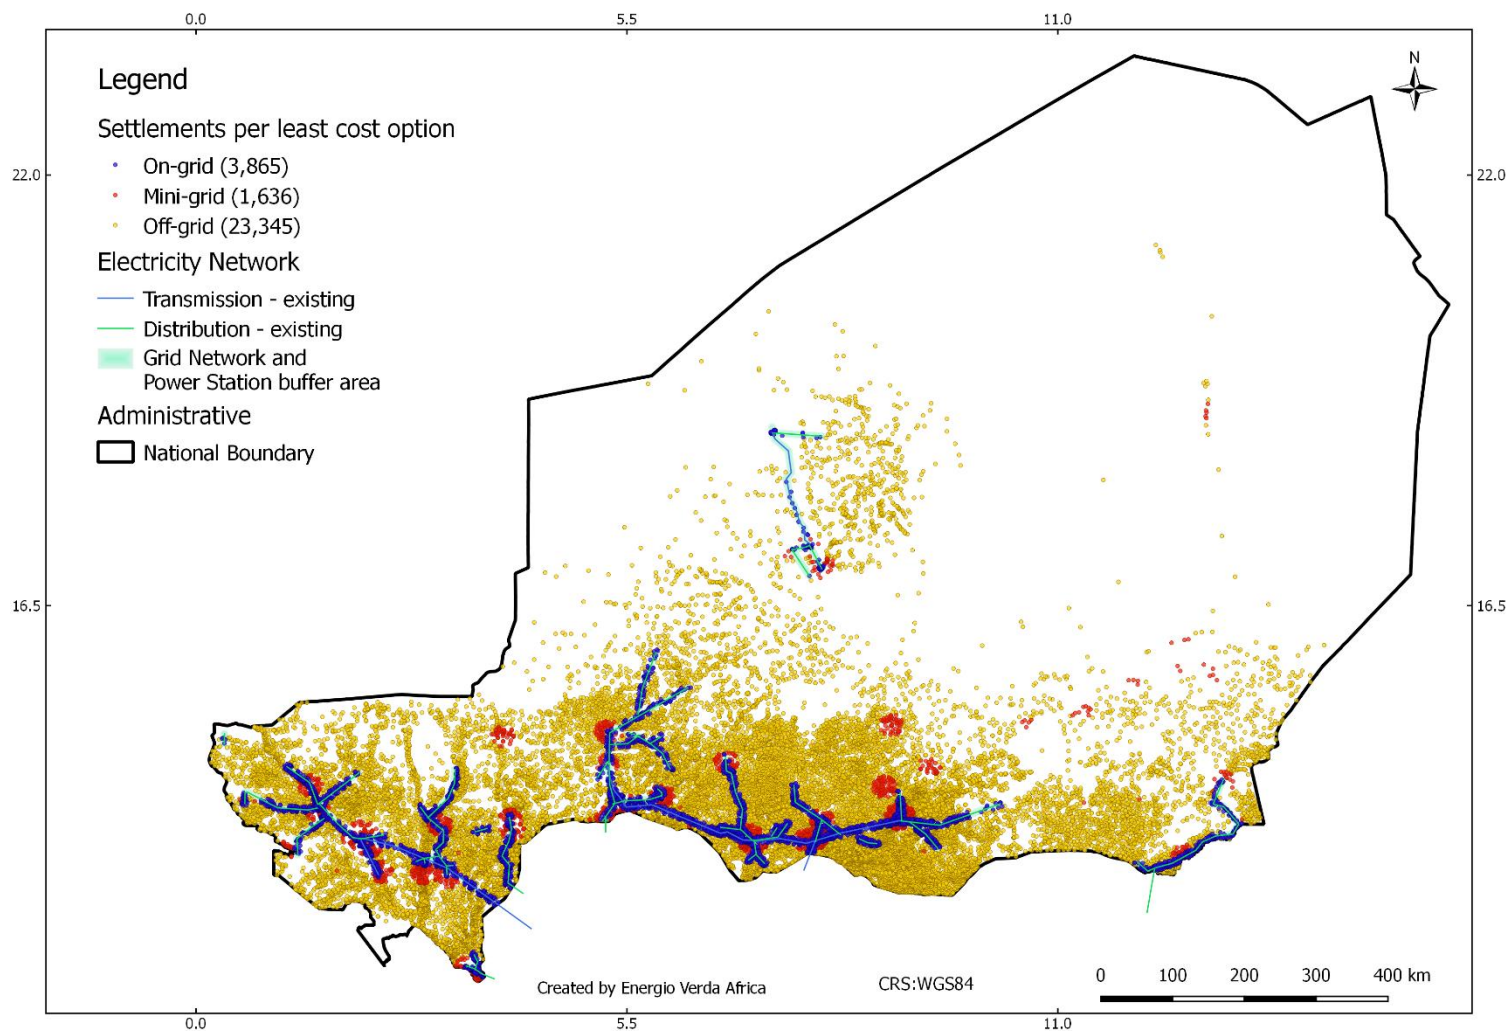 0.0 5.5 11.0
N
Legend
Settlements per least cost option
On-grid (3,865)
22.0 22.0
Mini-grid (1,636)
Off-grid (23,345)
Electricity Network
Transmission - existing
Distribution - existing
Grid Network and
Power Station buffer area
Administrative
National Boundary
16.5 16.5
Created by Energio Verda Africa
CRS:WGS84
0 100 200 300 400 km
0.0 5.5 11.0